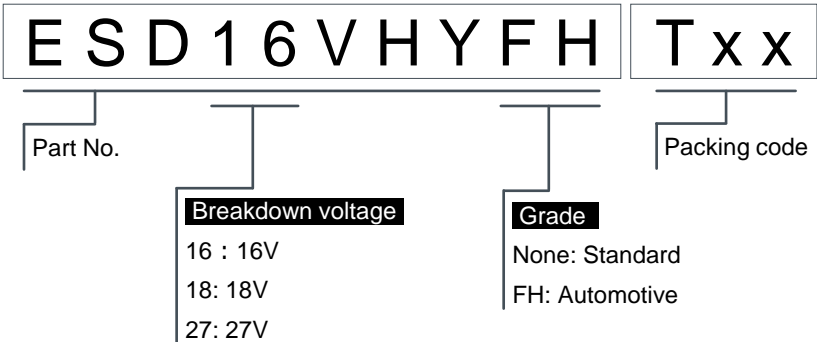 ESD16VHYFH Txx
Part No.
Packing code
Breakdown voltage
16：16V
18: 18V
27: 27V
Grade
None: Standard
FH: Automotive